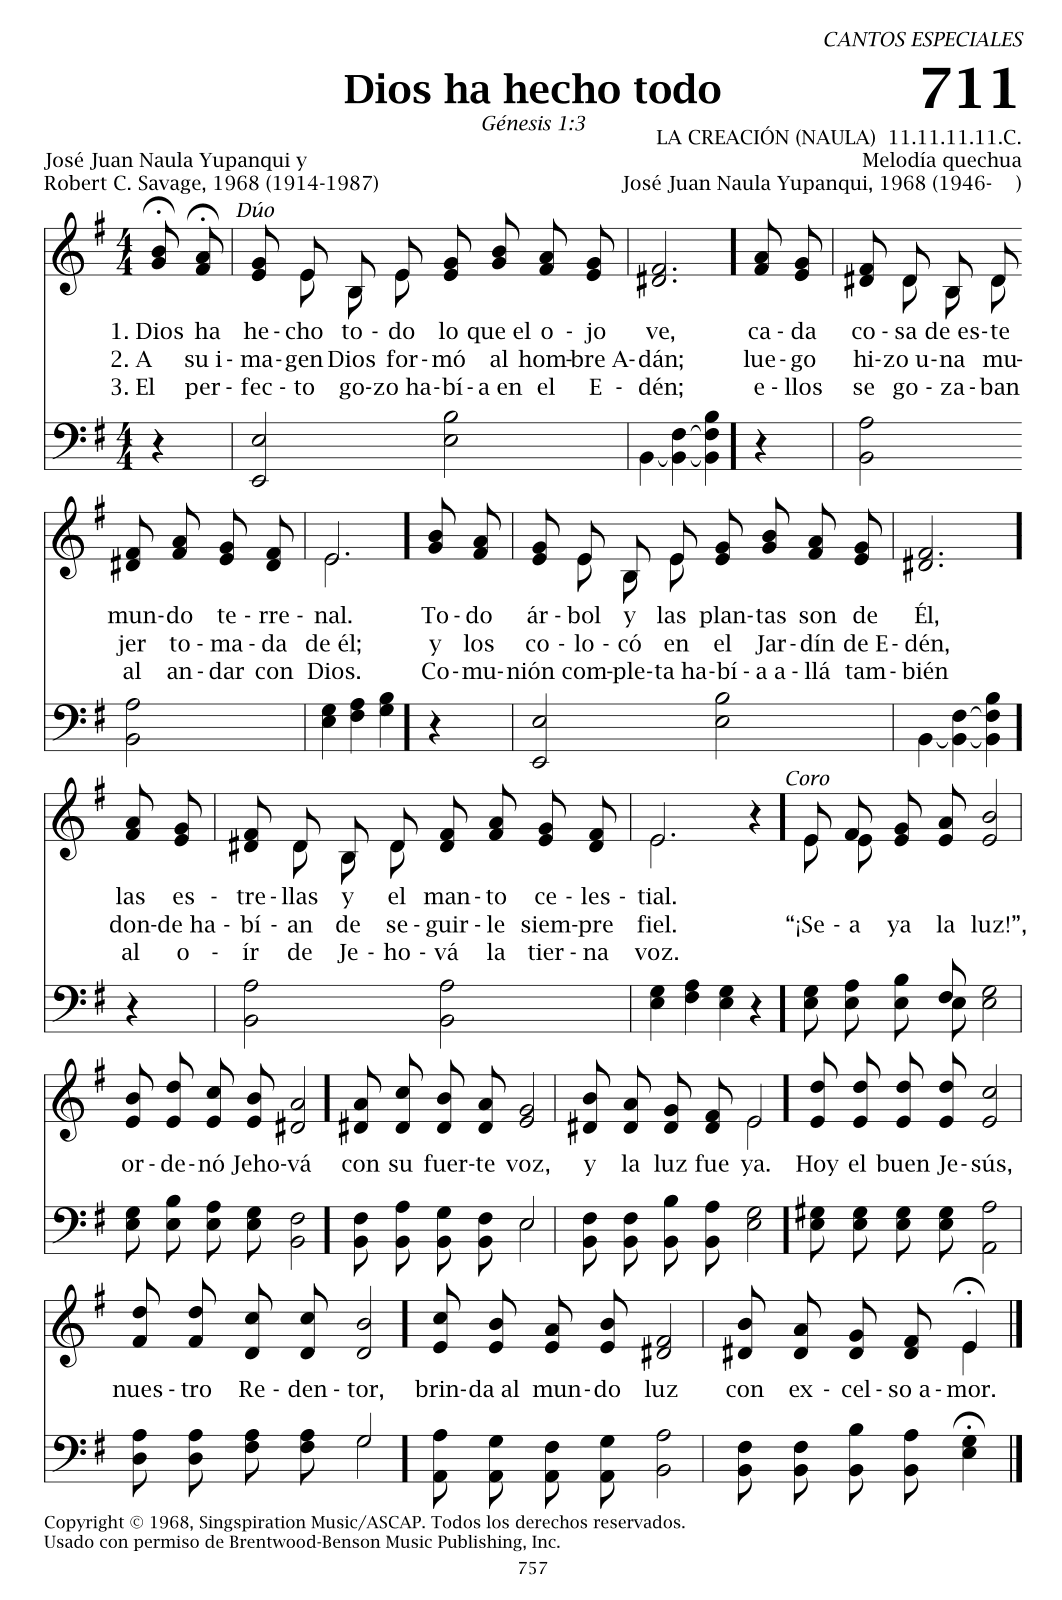 CANTOS ESPECIALES
Dios ha hecho todo
711
Génesis 1:3
LA CREACIÓN (NAULA) 11.11.11.11.C.
José Juan Naula Yupanqui y
Melodía quechua
Robert C. Savage, 1968 (1914-1987)
José Juan Naula Yupanqui, 1968 (1946- )
Dúo
1. Dios ha he - cho to - do lo que el o - jo ve, ca - da co - sa de es - te
2. A su i - ma - gen Dios for - mó al hom - bre A - dán; lue - go hi - zo u - na mu -
3. El per - fec - to go - zo ha - bí - a en el E - dén; e - llos se go - za - ban
mun - do te - rre - nal. To - do ár - bol y las plan - tas son de Él,
jer to - ma - da de él; y los co - lo - có en el Jar - dín de E - dén,
al an - dar con Dios. Co - mu - nión com - ple - ta ha - bí - a a - llá tam - bién
Coro
las es - tre - llas y el man - to ce - les - tial.
don - de ha - bí - an de se - guir - le siem - pre fiel. “¡Se - a ya la luz!”,
al o - ír de Je - ho - vá la tier - na voz.
or - de - nó Jeho - vá con su fuer - te voz, y la luz fue ya. Hoy el buen Je - sús,
nues - tro Re - den - tor, brin - da al mun - do luz con ex - cel - so a - mor.
Copyright © 1968, Singspiration Music/ASCAP. Todos los derechos reservados.
Usado con permiso de Brentwood-Benson Music Publishing, Inc.
757